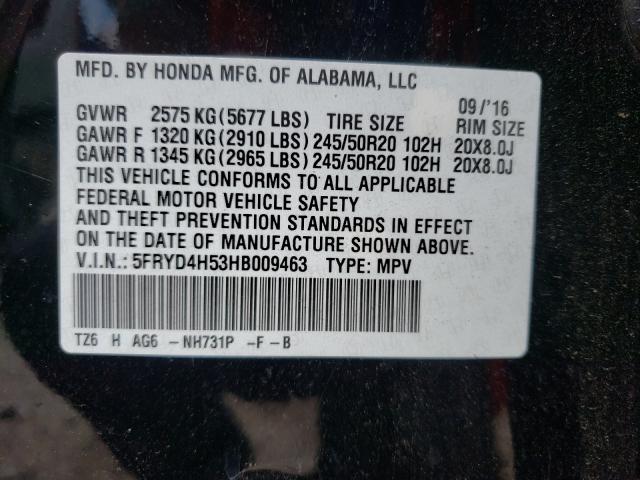 MFD. BY HONDA MFG. OF ALABAMA, LLC
09/'16
GVWR 2575 KG (5677 LBS) TIRE SIZE RIM SIZE
GAWR F 1320 KG (2910 LBS) 245/50R20 102H 20X8.0J
GAWR R 1345 KG (2965 LBS) 245/50R20 102H 20X8.0J
THIS VEHICLE CONFORMS TO ALL APPLICABLE
FEDERAL MOTOR VEHICLE SAFETY
AND THEFT PREVENTION STANDARDS IN EFFECT
ON THE DATE OF MANUFACTURE SHOWN ABOVE.
V.I.N.: 5FRYD4H53HB009463 TYPE: MPV
TZ6 H AG6 -NH731P -F -B